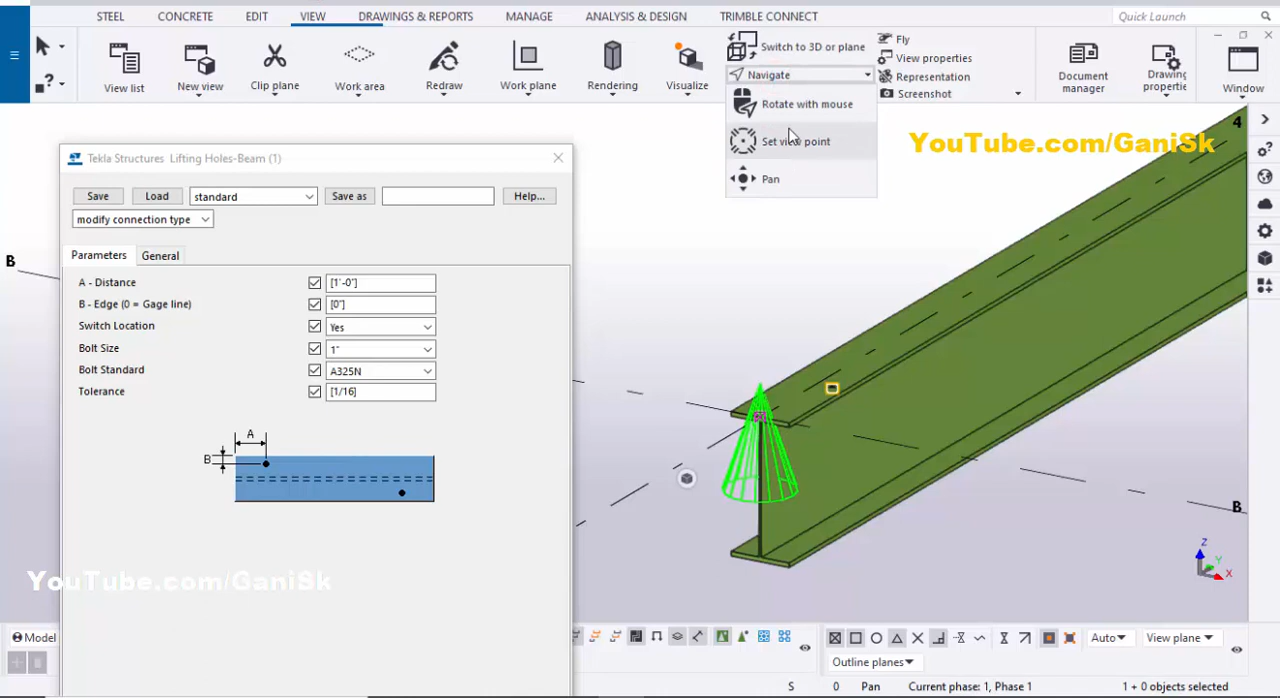 STEEL CONCRETE EDIT VIEW DRAWINGS & REPORTS MANAGE ANALYSIS & DESIGN TRIMBLE CONNECT Quick Launch
View list
New view
Clip plane
Work area
Redraw
Work plane
Rendering
Visualize
Switch to 3D or plane
Navigate
Rotate with mouse
Set view point
Pan
Fly
View properties
Representation
Screenshot
Document
manager
Drawing
properties
Window
YouTube.com/GaniSk
4
Tekla Structures Lifting Holes-Beam (1)
Save Load standard Save as Help...
modify connection type
Parameters General
A - Distance [1'-0"]
B - Edge (0 = Gage line) [0"]
Switch Location Yes
Bolt Size 1"
Bolt Standard A325N
Tolerance [1/16]
A
B
B
B
Z
Y
X
YouTube.com/GaniSk
Model
Auto View plane
Outline planes
S 0 Pan Current phase: 1, Phase 1 1 + 0 objects selected